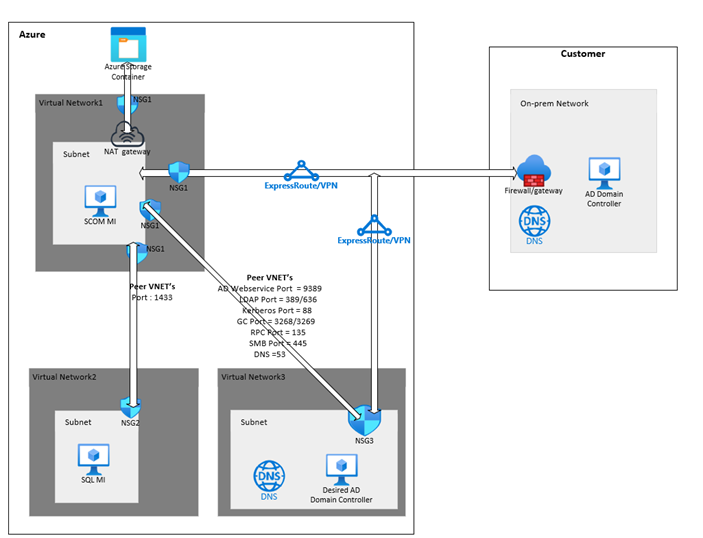 Azure
Azure Storage
Container
Virtual Network1
NSG1
NAT gateway
Subnet
SCOM MI
NSG1
NSG1
NSG1
ExpressRoute/VPN
ExpressRoute/VPN
Customer
On-prem Network
Firewall/gateway
AD Domain
Controller
DNS
DNS
Peer VNET's
Port : 1433
Peer VNET's
AD Webservice Port = 9389
LDAP Port = 389/636
Kerberos Port = 88
GC Port = 3268/3269
RPC Port = 135
SMB Port = 445
DNS =53
Virtual Network2
NSG2
Subnet
SQL MI
Virtual Network3
Subnet
NSG3
DNS
DNS
Desired AD
Domain Controller